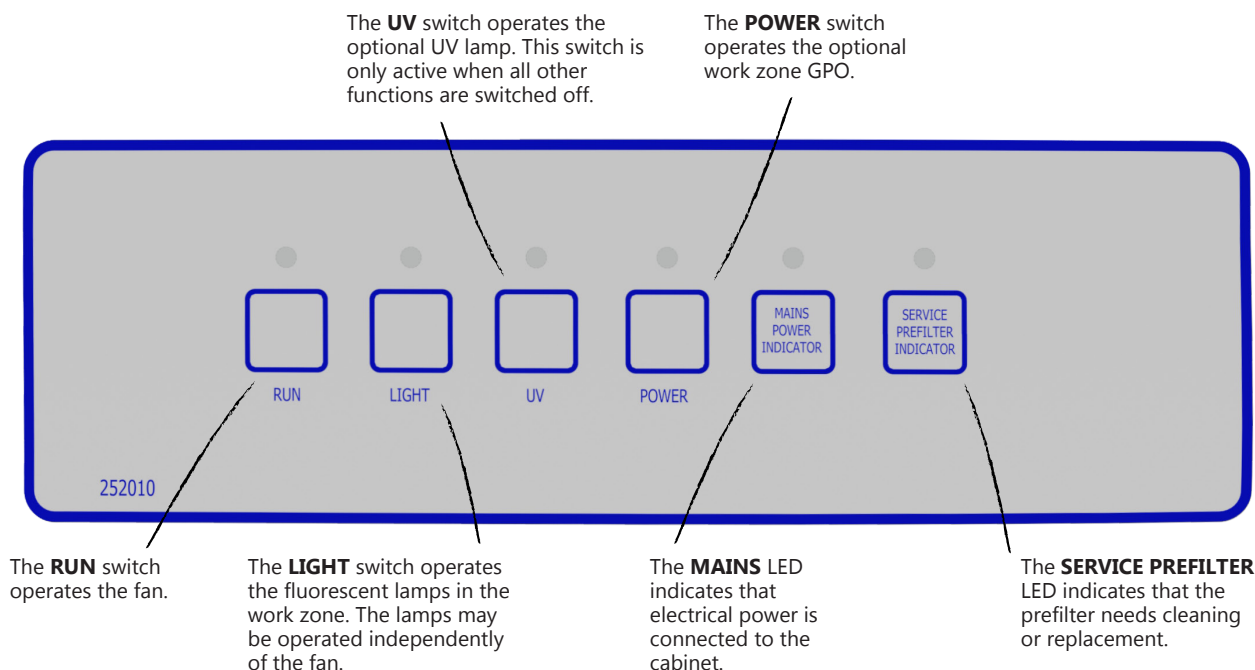 The UV switch operates the
optional UV lamp. This switch is
only active when all other
functions are switched off.
The POWER switch
operates the optional
work zone GPO.
MAINS
POWER
INDICATOR
SERVICE
PREFILTER
INDICATOR
RUN
LIGHT
UV
POWER
252010
The RUN switch
operates the fan.
The LIGHT switch operates
the fluorescent lamps in the
work zone. The lamps may
be operated independently
of the fan.
The MAINS LED
indicates that
electrical power is
connected to the
cabinet.
The SERVICE PREFILTER
LED indicates that the
prefilter needs cleaning
or replacement.